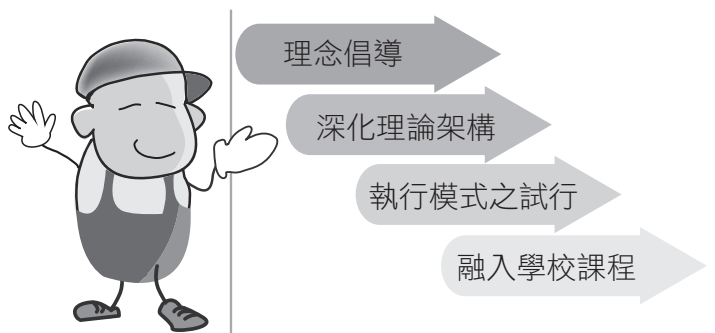 理念倡導
深化理論架構
執行模式之試行
融入學校課程